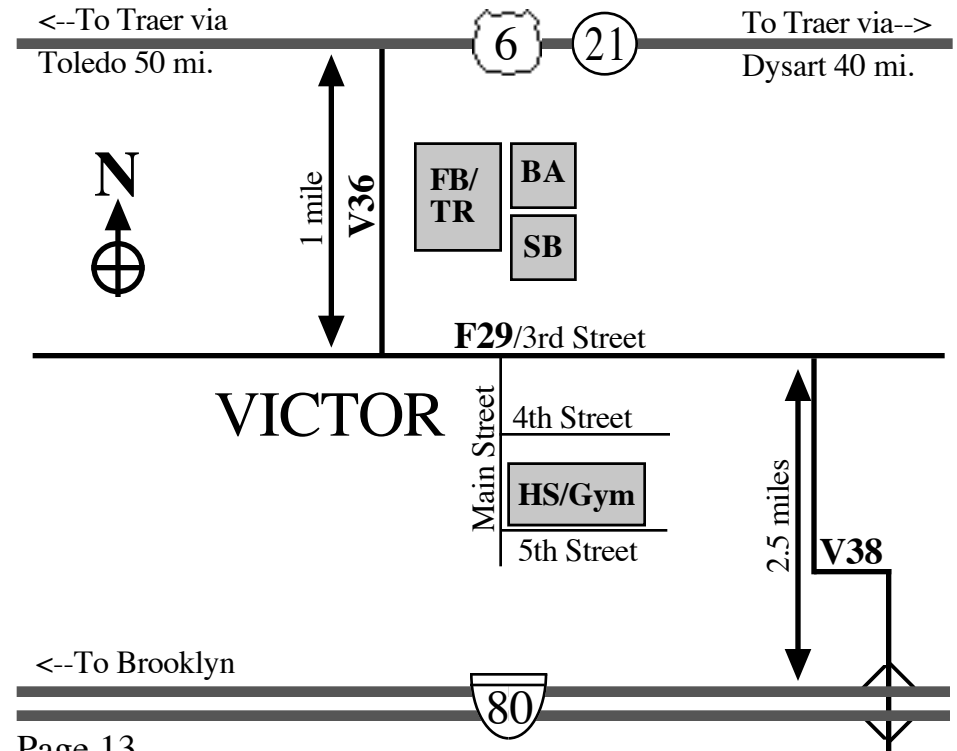 <--To Traer via
Toledo 50 mi.
6
21
To Traer via-->
Dysart 40 mi.
N
1 mile
V36
FB/
TR
BA
SB
F29/3rd Street
VICTOR
Main Street
4th Street
HS/Gym
5th Street
2.5 miles
V38
<--To Brooklyn
80
Page 13